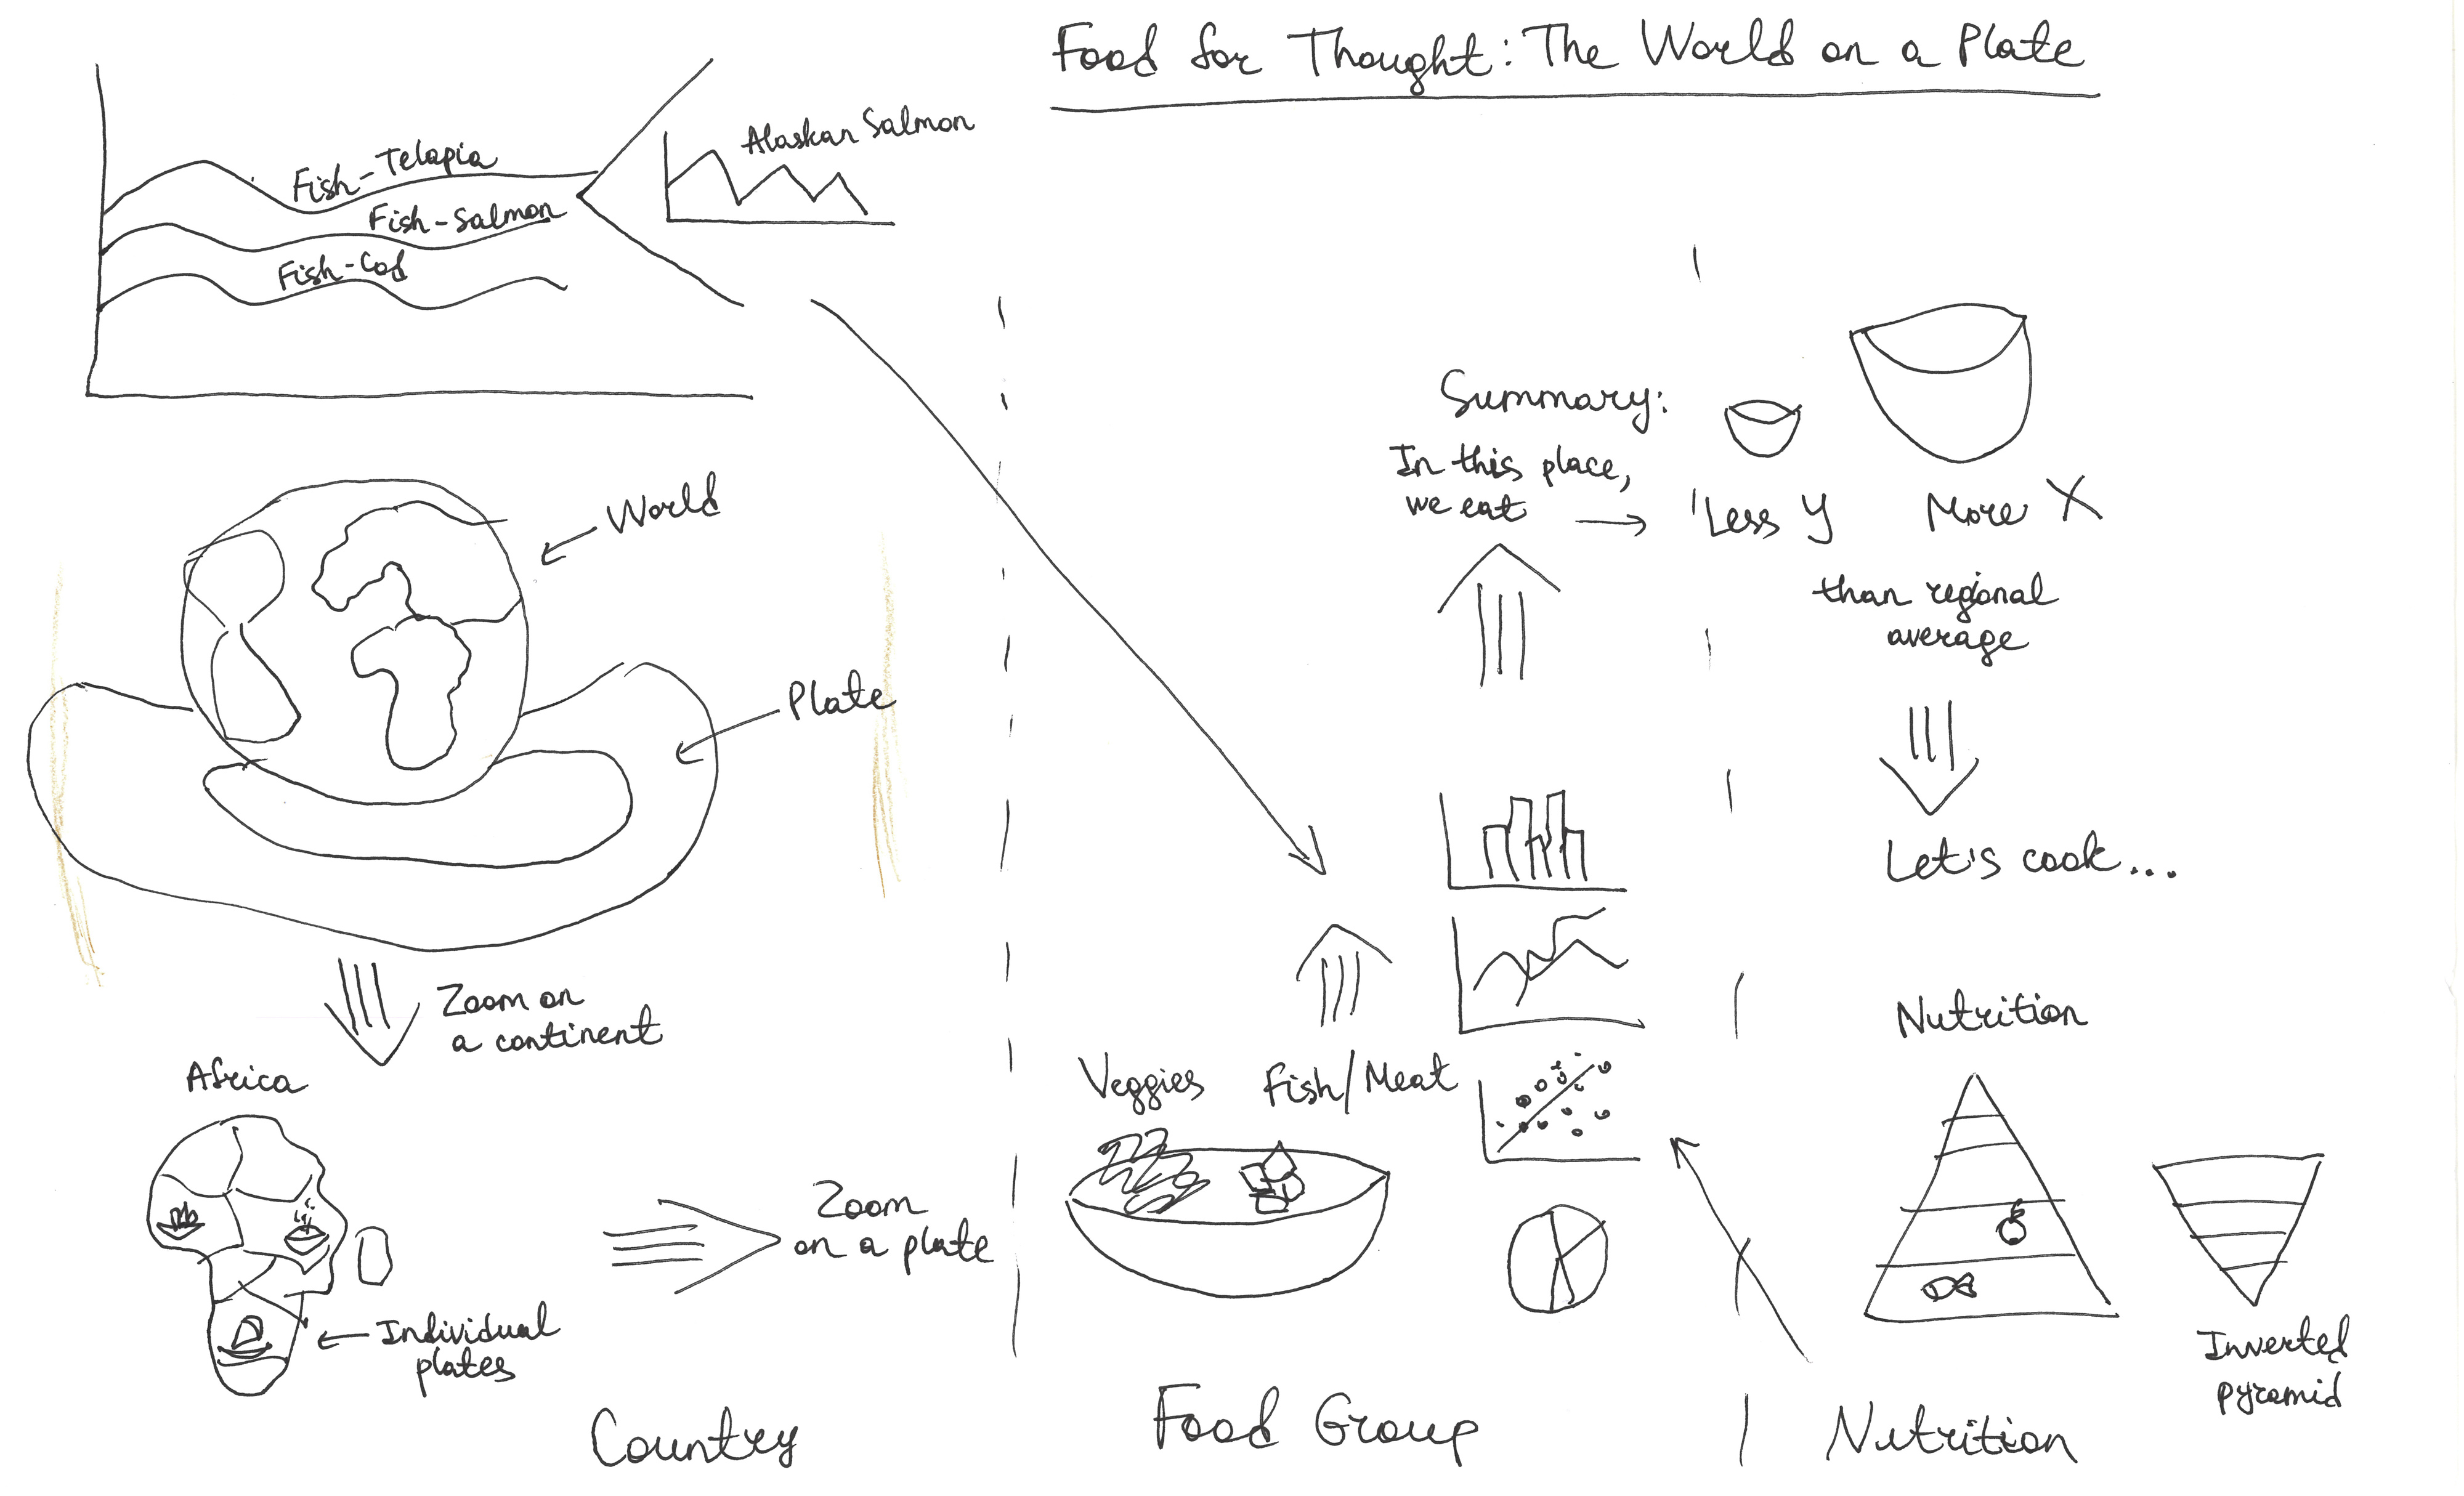 Food for Thought: The World on a Plate
Fish-Telapia
Fish-Salmon
Fish-Cod
Alaskan Salmon
World
Plate
Zoom on
a continent
Africa
Individual
plates
Zoom
on a plate
Country
Veggies
Fish/Meat
Food Group
Summary:
In this place,
we eat
Less Y
More X
than regional
average
Let's cook...
Nutrition
Inverted
pyramid
Nutrition